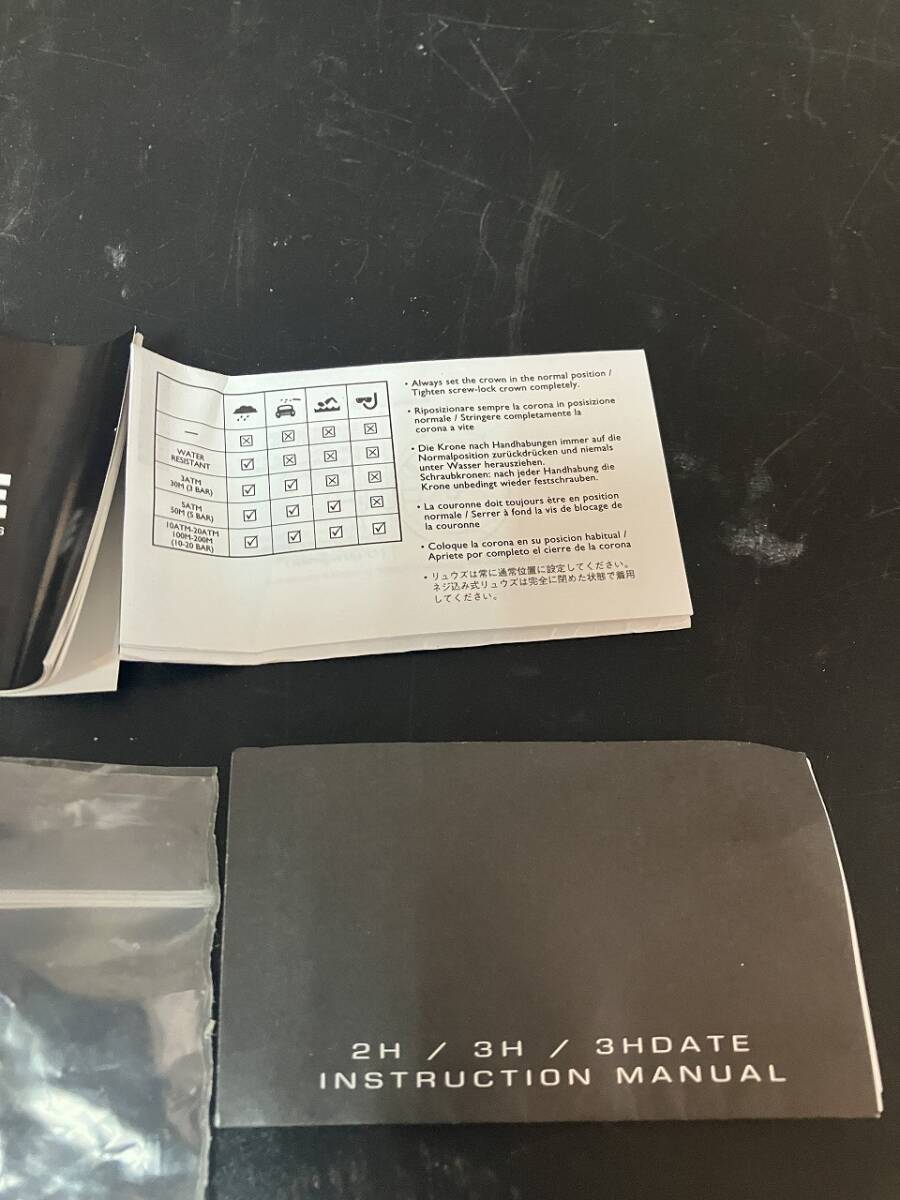 E
S
—
WATER
RESISTANT
3ATM
30M (3 BAR)
5ATM
50M (5 BAR)
10ATM-20ATM
100M-200M
(10-20 BAR)
• Always set the crown in the normal position /
Tighten screw-lock crown completely.
• Riposizionare sempre la corona in posisizione
normale / Stringere completamente la
corona a vite
• Die Krone nach Handhabungen immer auf die
Normalposition zurückdrücken und niemals
unter Wasser herausziehen.
Schraubkronen: nach jeder Handhabung die
Krone unbedingt wieder festschrauben.
• La couronne doit toujours être en position
normale / Serrer à fond la vis de blocage de
la couronne
• Coloque la corona en su posicion habitual /
Apriete por completo el cierre de la corona
• リュウズは常に通常位置に設定してください。
ネジ込み式リュウズは完全に閉めた状態で着用
してください。
2H / 3H / 3HDATE
INSTRUCTION MANUAL